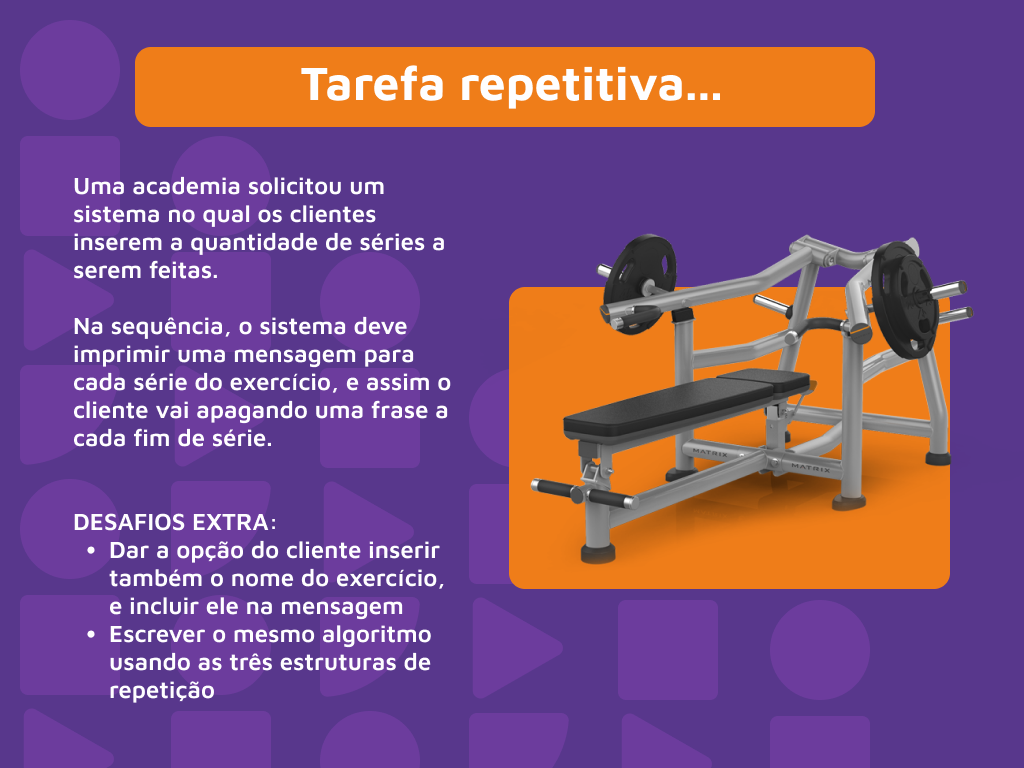 Tarefa repetitiva...
Uma academia solicitou um
sistema no qual os clientes
inserem a quantidade de séries a
serem feitas.
Na sequência, o sistema deve
imprimir uma mensagem para
cada série do exercício, e assim o
cliente vai apagando uma frase a
cada fim de série.
DESAFIOS EXTRA:
• Dar a opção do cliente inserir
também o nome do exercício,
e incluir ele na mensagem
• Escrever o mesmo algoritmo
usando as três estruturas de
repetição
MATRIX
MATRIX